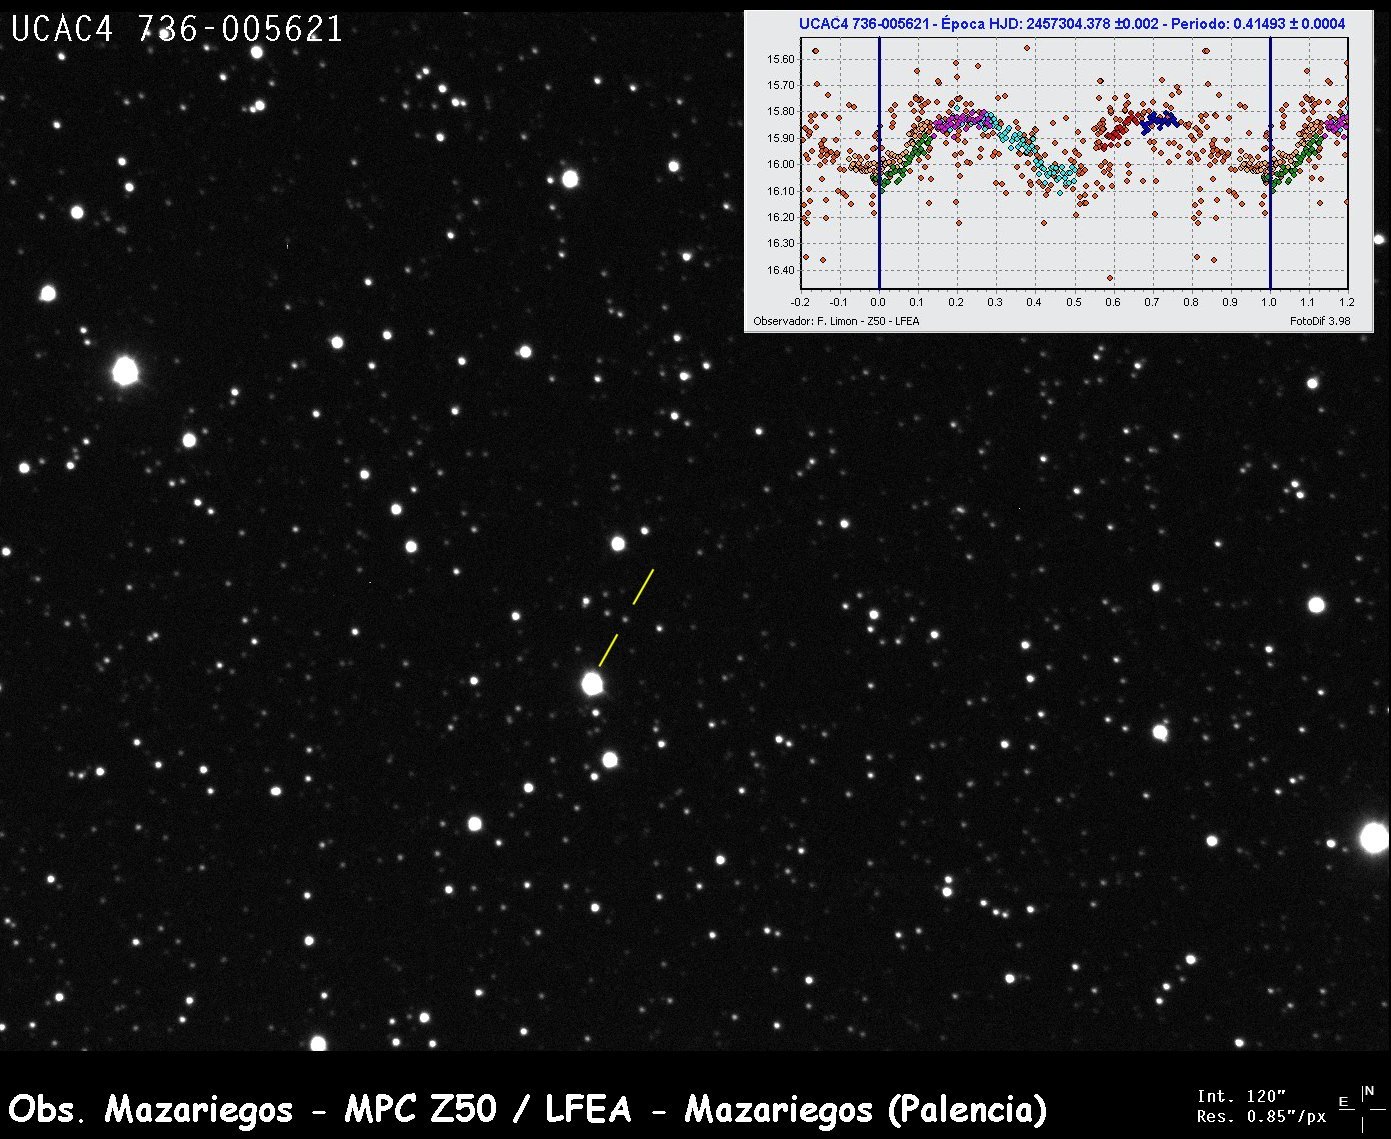 UCAC4 736-005621
UCAC4 736-005621 - Época HJD: 2457304.378 ±0.002 - Periodo: 0.41493 ± 0.0004
15.60
15.70
15.80
15.90
16.00
16.10
16.20
16.30
16.40
-0.2 -0.1 0.0 0.1 0.2 0.3 0.4 0.5 0.6 0.7 0.8 0.9 1.0 1.1 1.2
Observador: F. Limon - Z50 - LFEA FotoDif 3.98
Obs. Mazariegos - MPC Z50 / LFEA - Mazariegos (Palencia)
Int. 120"
Res. 0.85"/px
N
E